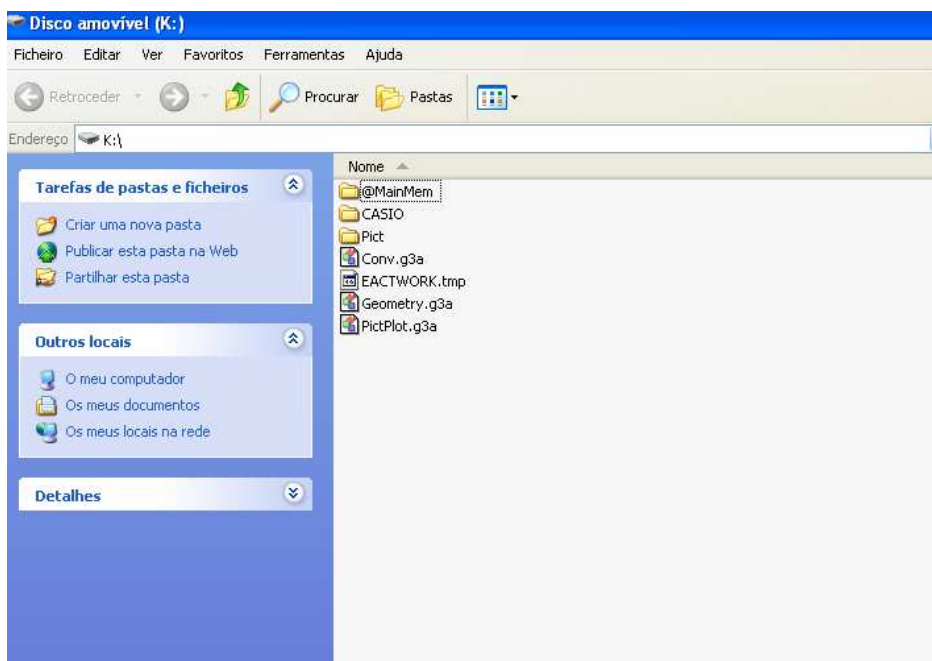 Disco amovível (K:)
Ficheiro Editar Ver Favoritos Ferramentas Ajuda
Retroceder Procurar Pastas
Endereço K:\
Nome
Tarefas de pastas e ficheiros
Criar uma nova pasta
Publicar esta pasta na Web
Partilhar esta pasta
Outros locais
O meu computador
Os meus documentos
Os meus locais na rede
Detalhes
@MainMem
CASIO
Pict
Conv.g3a
EACTWORK.tmp
Geometry.g3a
PictPlot.g3a